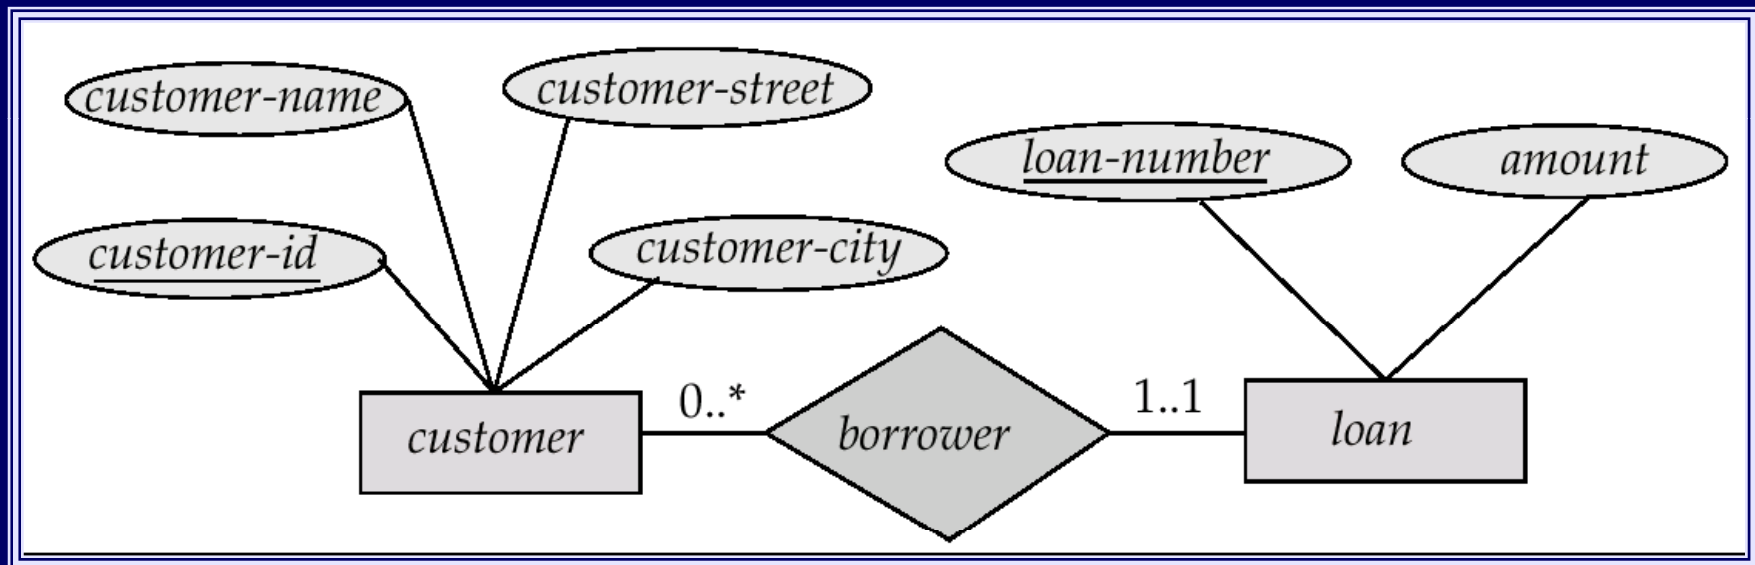 customer-name
customer-street
loan-number
amount
customer-id
customer-city
0..*
1..1
customer
borrower
loan